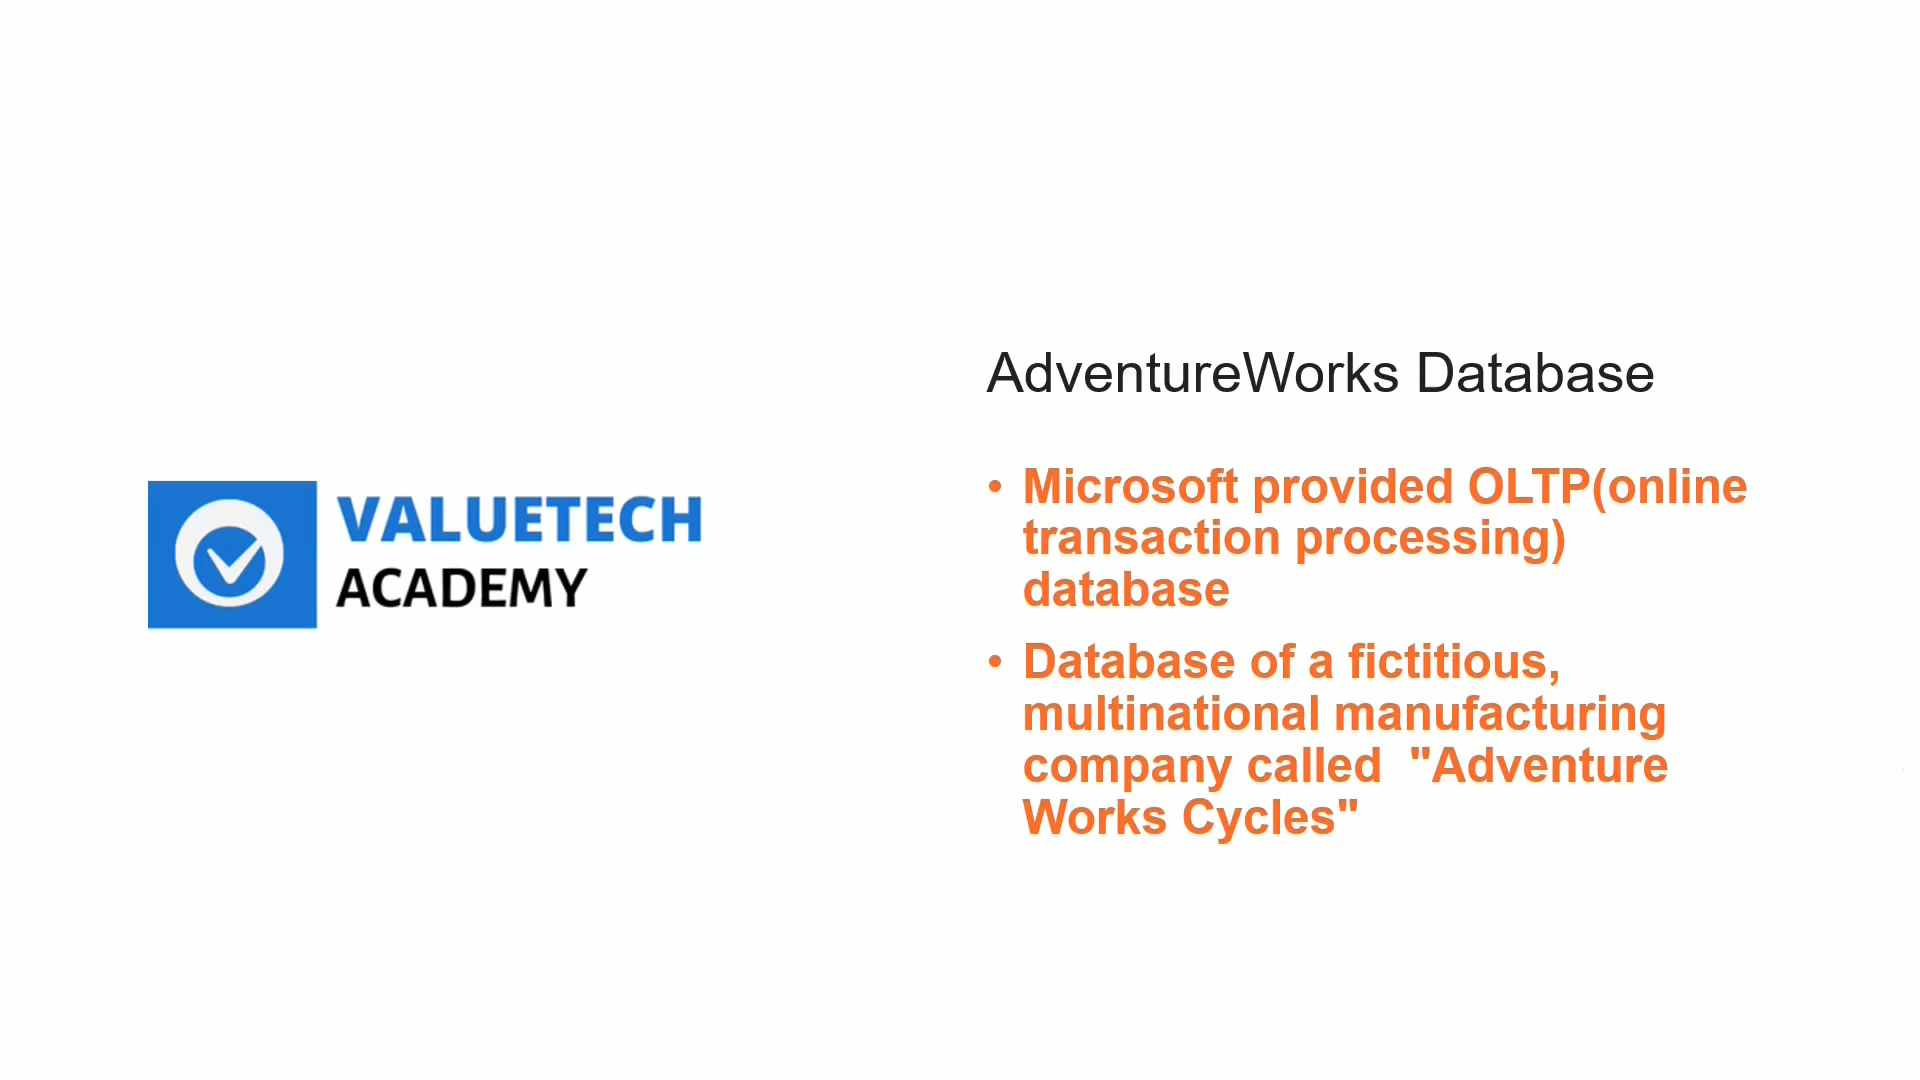 VALUETECH
ACADEMY
AdventureWorks Database
• Microsoft provided OLTP(online
transaction processing)
database
• Database of a fictitious,
multinational manufacturing
company called  "Adventure
Works Cycles"